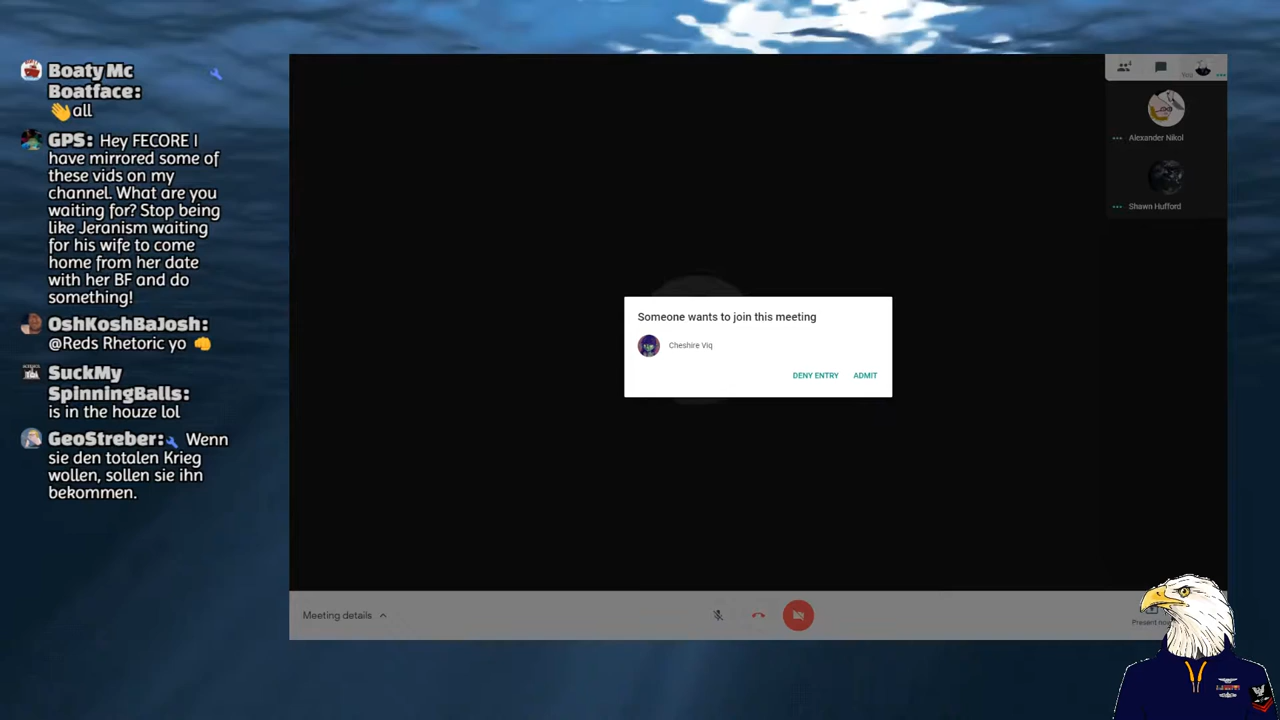 Boaty Mc
Boatface:
👋all
GPS: Hey FECORE I
have mirrored some of
these vids on my
channel. What are you
waiting for? Stop being
like Jeranism waiting
for his wife to come
home from her date
with her BF and do
something!
OshKoshBaJosh:
@Reds Rhetoric yo 👊
SuckMy
SpinningBalls:
is in the houze lol
GeoStreber: Wenn
sie den totalen Krieg
wollen, sollen sie ihn
bekommen.
You
Alexander Nikol
Shawn Hufford
Someone wants to join this meeting
Cheshire Viq
DENY ENTRY ADMIT
Meeting details
Present